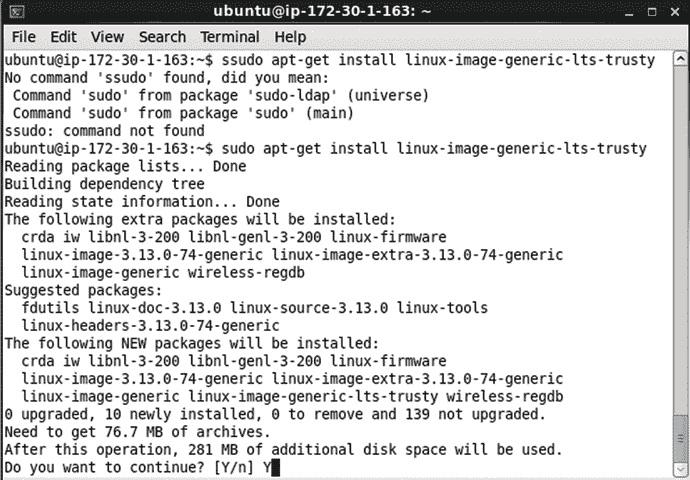 ubuntu@ip-172-30-1-163: ~
File Edit View Search Terminal Help
ubuntu@ip-172-30-1-163:~$ ssudo apt-get install linux-image-generic-lts-trusty
No command 'ssudo' found, did you mean:
 Command 'sudo' from package 'sudo-ldap' (universe)
 Command 'sudo' from package 'sudo' (main)
ssudo: command not found
ubuntu@ip-172-30-1-163:~$ sudo apt-get install linux-image-generic-lts-trusty
Reading package lists... Done
Building dependency tree
Reading state information... Done
The following extra packages will be installed:
  crda iw libnl-3-200 libnl-genl-3-200 linux-firmware
  linux-image-3.13.0-74-generic linux-image-extra-3.13.0-74-generic
  linux-image-generic wireless-regdb
Suggested packages:
  fdutils linux-doc-3.13.0 linux-source-3.13.0 linux-tools
  linux-headers-3.13.0-74-generic
The following NEW packages will be installed:
  crda iw libnl-3-200 libnl-genl-3-200 linux-firmware
  linux-image-3.13.0-74-generic linux-image-extra-3.13.0-74-generic
  linux-image-generic linux-image-generic-lts-trusty wireless-regdb
0 upgraded, 10 newly installed, 0 to remove and 139 not upgraded.
Need to get 76.7 MB of archives.
After this operation, 281 MB of additional disk space will be used.
Do you want to continue? [Y/n] Y